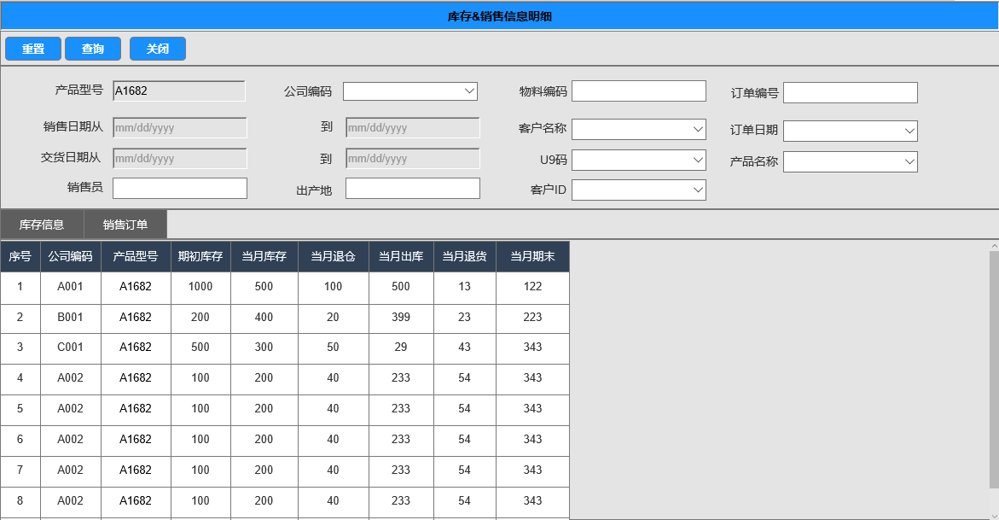 库存&销售信息明细
重置 查询 关闭
产品型号 A1682 公司编码 物料编码 订单编号
销售日期从 mm/dd/yyyy 到 mm/dd/yyyy 客户名称 订单日期
交货日期从 mm/dd/yyyy 到 mm/dd/yyyy U9码 产品名称
销售员 出产地 客户ID
库存信息 销售订单
序号 公司编码 产品型号 期初库存 当月库存 当月退仓 当月出库 当月退货 当月期末
1 A001 A1682 1000 500 100 500 13 122
2 B001 A1682 200 400 20 399 23 223
3 C001 A1682 500 300 50 29 43 343
4 A002 A1682 100 200 40 233 54 343
5 A002 A1682 100 200 40 233 54 343
6 A002 A1682 100 200 40 233 54 343
7 A002 A1682 100 200 40 233 54 343
8 A002 A1682 100 200 40 233 54 343